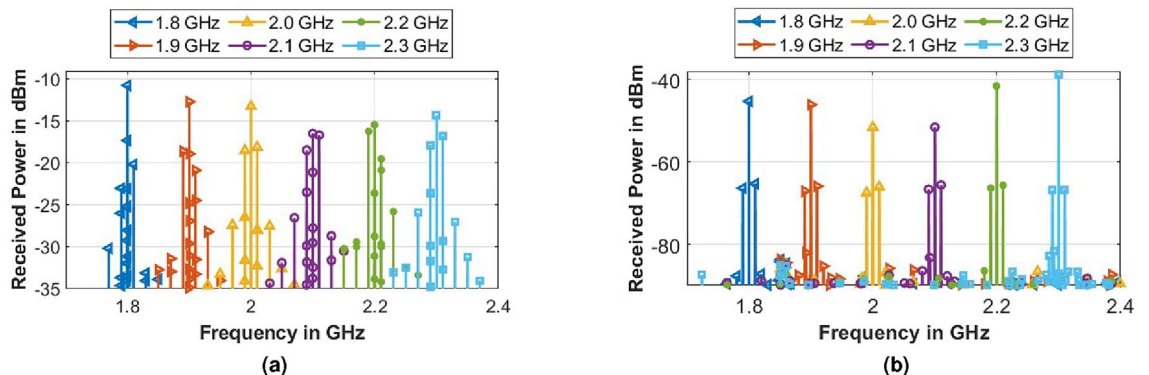 1.8 GHz 2.0 GHz 2.2 GHz
1.9 GHz 2.1 GHz 2.3 GHz
Received Power in dBm
-10
-15
-20
-25
-30
-35
1.8 2 2.2 2.4
Frequency in GHz
(a)
1.8 GHz 2.0 GHz 2.2 GHz
1.9 GHz 2.1 GHz 2.3 GHz
Received Power in dBm
-40
-60
-80
1.8 2 2.2 2.4
Frequency in GHz
(b)